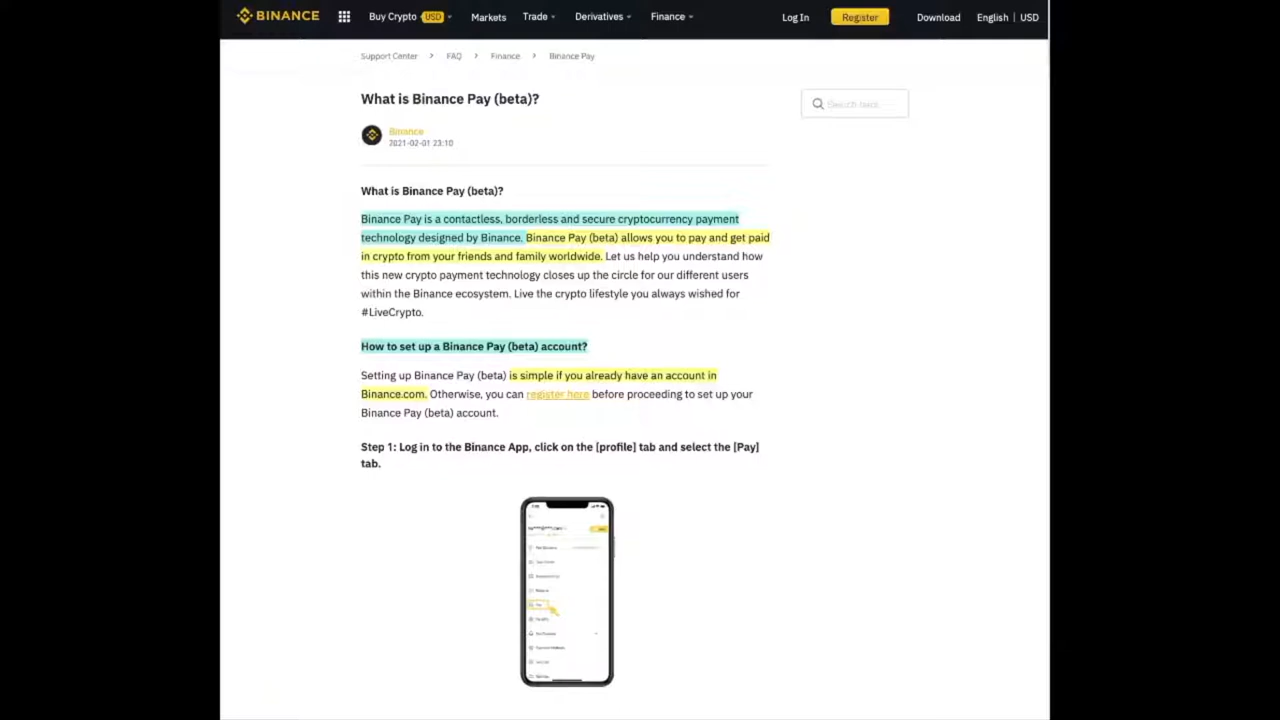 BINANCE
Buy Crypto USD
Markets
Trade
Derivatives
Finance
Log In
Register
Download
English | USD
Support Center > FAQ > Finance > Binance Pay
What is Binance Pay (beta)?
Binance
2021-02-01 23:10
What is Binance Pay (beta)?
Binance Pay is a contactless, borderless and secure cryptocurrency payment
technology designed by Binance. Binance Pay (beta) allows you to pay and get paid
in crypto from your friends and family worldwide. Let us help you understand how
this new crypto payment technology closes up the circle for our different users
within the Binance ecosystem. Live the crypto lifestyle you always wished for
#LiveCrypto.
How to set up a Binance Pay (beta) account?
Setting up Binance Pay (beta) is simple if you already have an account in
Binance.com. Otherwise, you can register here before proceeding to set up your
Binance Pay (beta) account.
Step 1: Log in to the Binance App, click on the [profile] tab and select the [Pay]
tab.
Pay